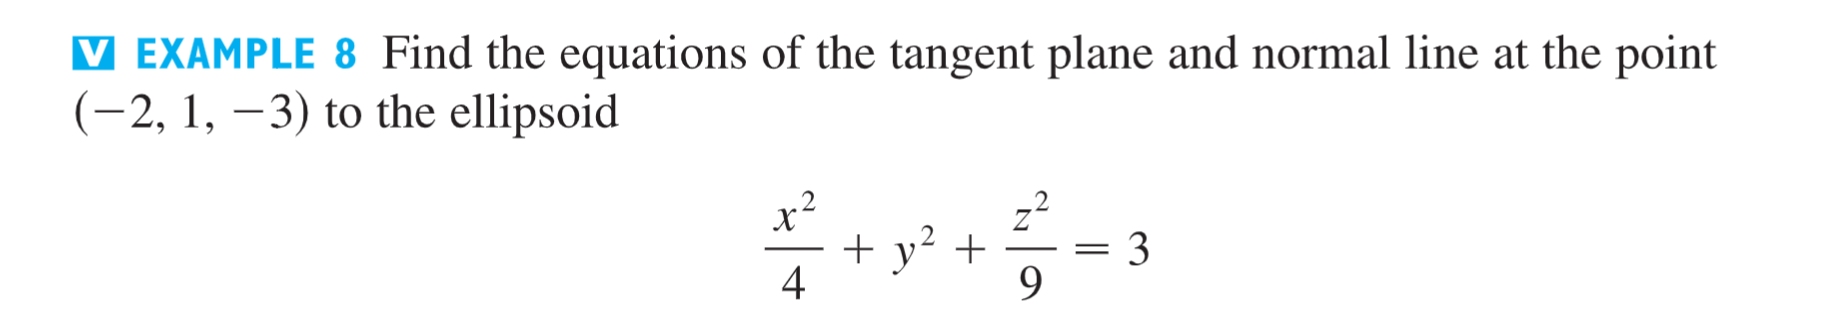 V EXAMPLE 8 Find the equations of the tangent plane and normal line at the point
(−2, 1, −3) to the ellipsoid
x²/4 + y² + z²/9 = 3